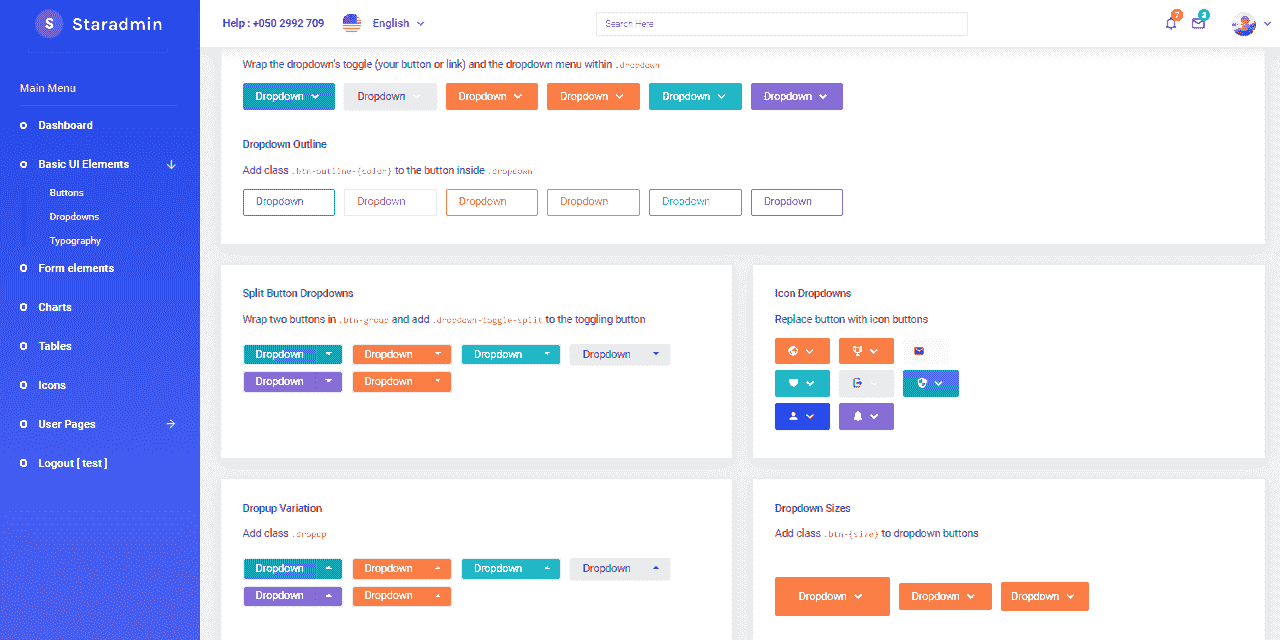 S Staradmin
Help : +050 2992 709
English
Search Here
7
3
Main Menu
Dashboard
Basic UI Elements
Buttons
Dropdowns
Typography
Form elements
Charts
Tables
Icons
User Pages
Logout [ test ]
Wrap the dropdown's toggle (your button or link) and the dropdown menu within .dropdown
Dropdown Dropdown Dropdown Dropdown Dropdown Dropdown
Dropdown Outline
Add class .btn-outline-{color} to the button inside .dropdown
Dropdown Dropdown Dropdown Dropdown Dropdown Dropdown
Split Button Dropdowns
Wrap two buttons in .btn-group and add .dropdown-toggle-split to the toggling button
Dropdown Dropdown Dropdown Dropdown
Dropdown Dropdown
Icon Dropdowns
Replace button with icon buttons
Dropup Variation
Add class .dropup
Dropdown Dropdown Dropdown Dropdown
Dropdown Dropdown
Dropdown Sizes
Add class .btn-{size} to dropdown buttons
Dropdown Dropdown Dropdown